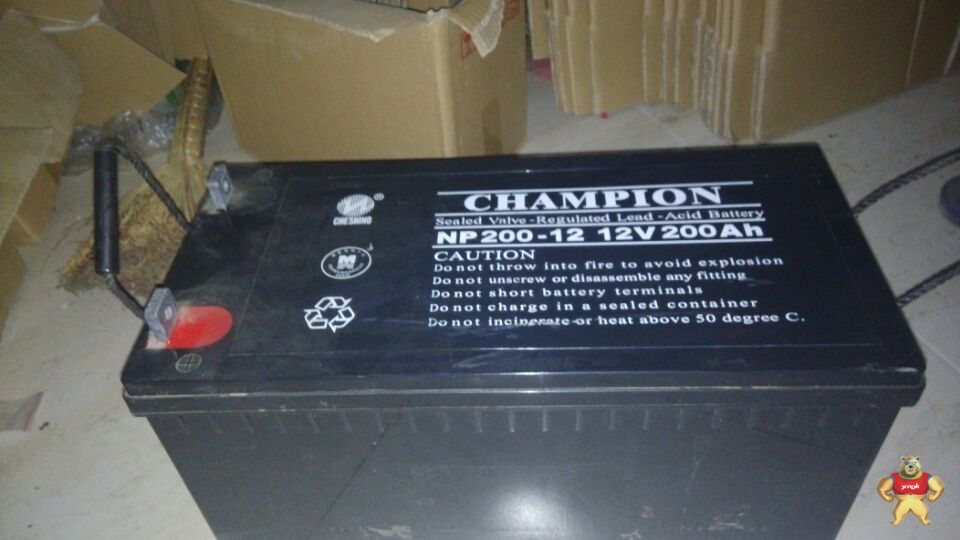 CHAMPION
Sealed Valve-Regulated Lead-Acid Battery
NP200-12 12V200Ah
CAUTION
Do not throw into fire to avoid explosion
Do not unscrew or disassemble any fitting
Do not short battery terminals
Do not charge in a sealed container
Do not incinerate or heat above 50 degree C.
CHESHING
®
M
ymgk